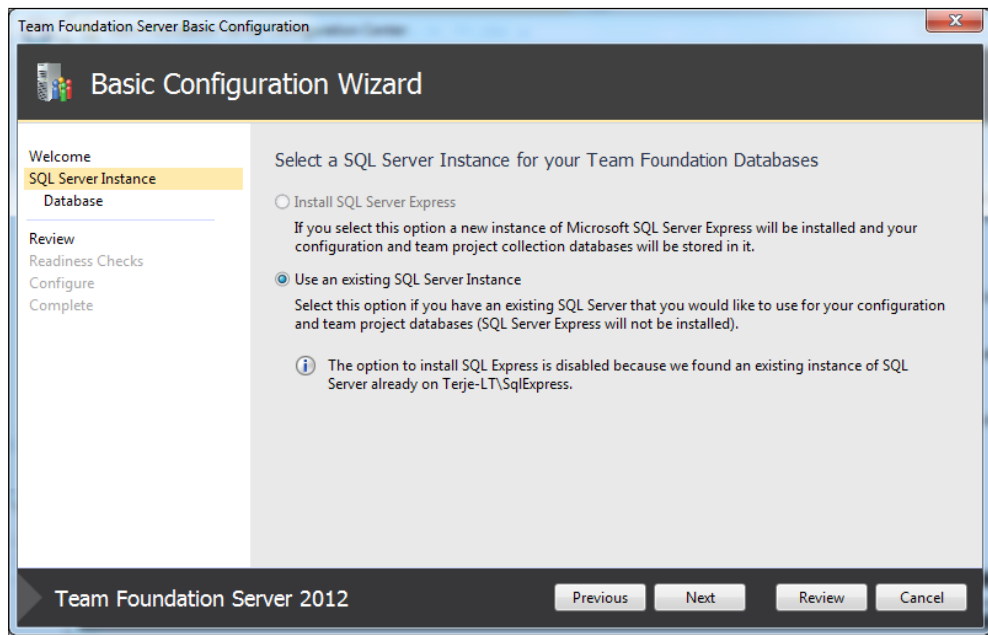 Team Foundation Server Basic Configuration
Basic Configuration Wizard
Welcome
SQL Server Instance
Database
Review
Readiness Checks
Configure
Complete
Select a SQL Server Instance for your Team Foundation Databases
Install SQL Server Express
If you select this option a new instance of Microsoft SQL Server Express will be installed and your
configuration and team project collection databases will be stored in it.
Use an existing SQL Server Instance
Select this option if you have an existing SQL Server that you would like to use for your configuration
and team project databases (SQL Server Express will not be installed).
The option to install SQL Express is disabled because we found an existing instance of SQL
Server already on Terje-LT\SqlExpress.
Team Foundation Server 2012
Previous
Next
Review
Cancel